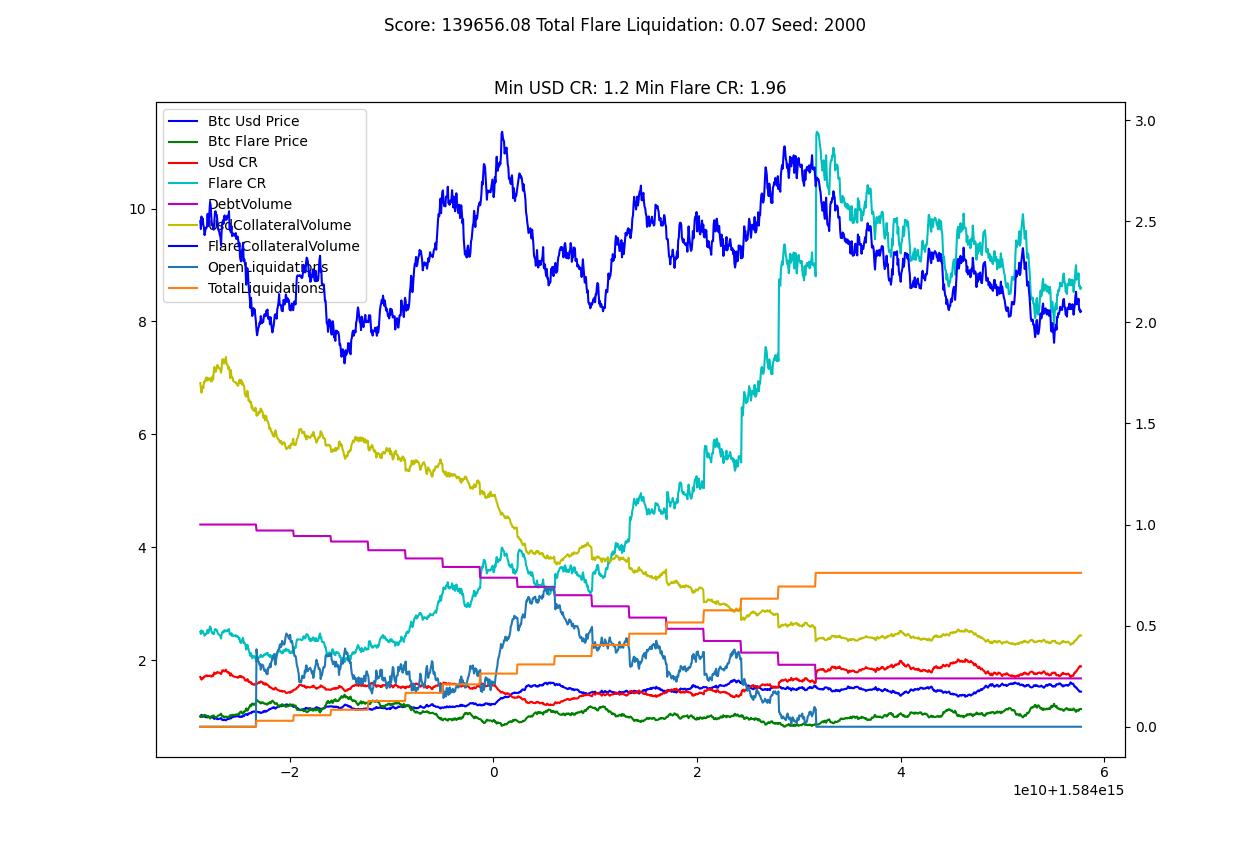 Score: 139656.08 Total Flare Liquidation: 0.07 Seed: 2000
Min USD CR: 1.2 Min Flare CR: 1.96
Btc Usd Price
Btc Flare Price
Usd CR
Flare CR
DebtVolume
UsdCollateralVolume
FlareCollateralVolume
OpenLiquidations
TotalLiquidations
10
8
6
4
2
3.0
2.5
2.0
1.5
1.0
0.5
0.0
−2
0
2
4
6
1e10+1.584e15